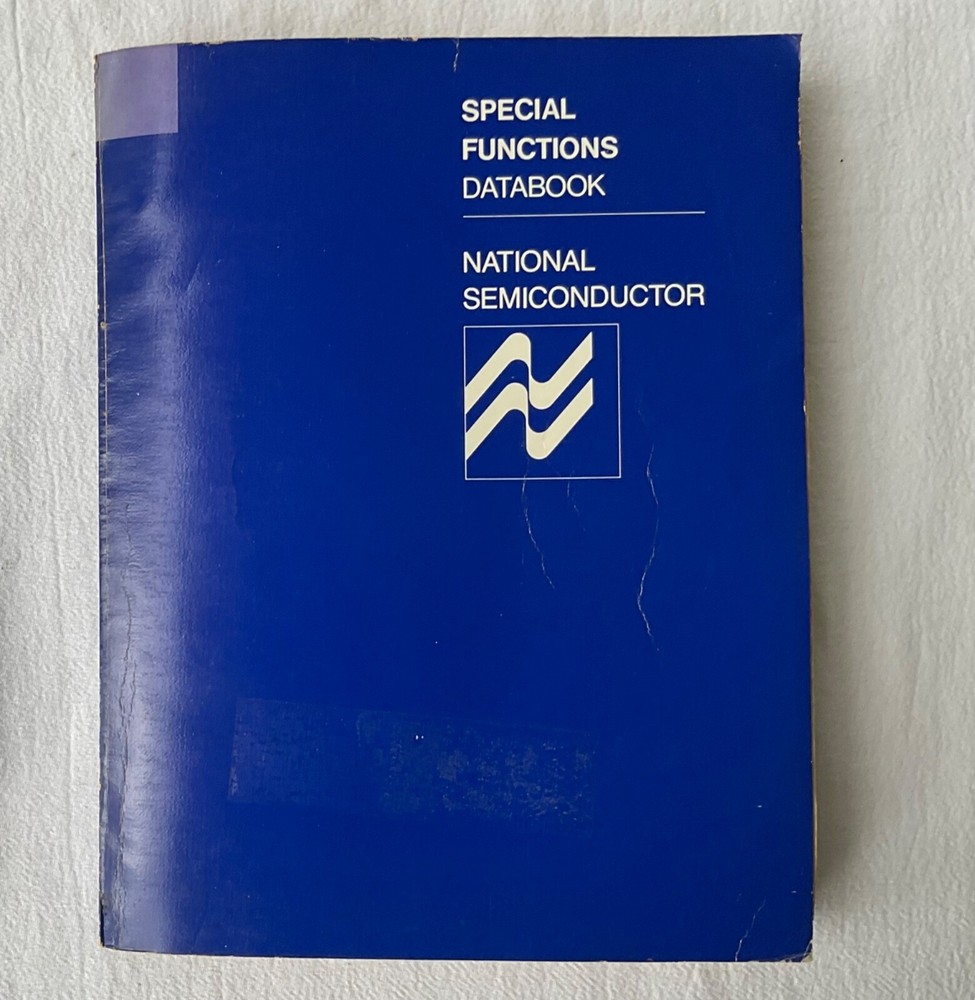 SPECIAL
FUNCTIONS
DATABOOK
NATIONAL
SEMICONDUCTOR